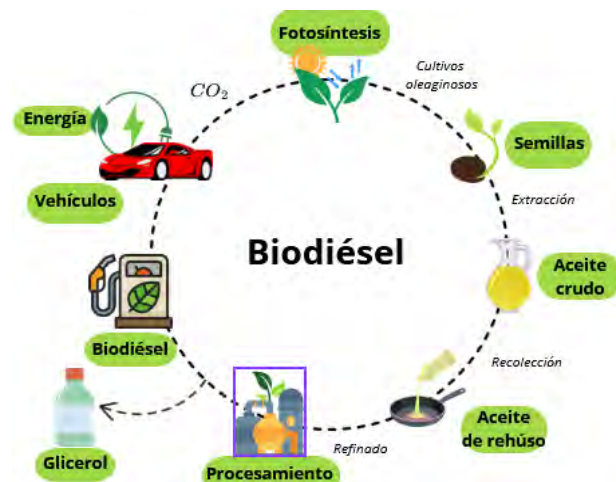 Fotosíntesis
Cultivos
oleaginosos
CO₂
Energía
Semillas
Vehículos
Extracción
Biodiésel
Aceite
crudo
Biodiésel
Recolección
Aceite
de rehúso
Refinado
Glicerol
Procesamiento